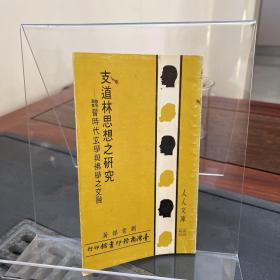 支道林思想之研究
——魏晉時代玄學與佛學之交融
劉貴傑著
臺灣商務印書館印行
人人文庫